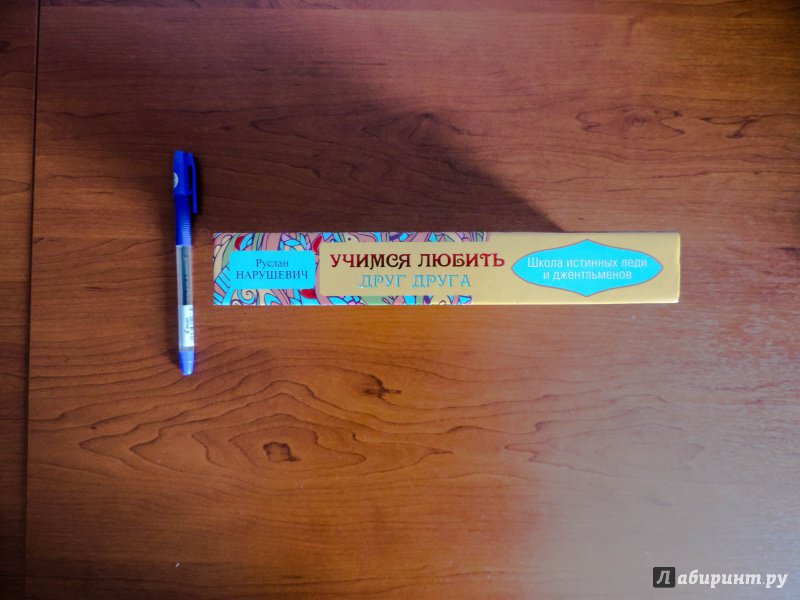 Руслан
НАРУШЕВИЧ
УЧИМСЯ ЛЮБИТЬ
ДРУГ ДРУГА
Школа истинных леди
и джентльменов
Лабиринт.ру